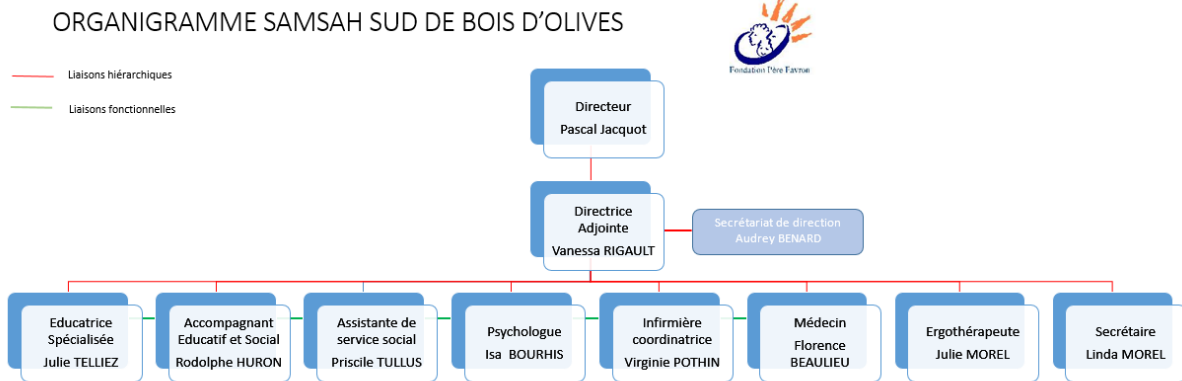 ORGANIGRAMME SAMSAH SUD DE BOIS D’OLIVES
Fondation Père Favron
Liaisons hiérarchiques
Liaisons fonctionnelles
Directeur
Pascal Jacquot
Directrice
Adjointe
Vanessa RIGAULT
Secrétariat de direction
Audrey BENARD
Educatrice
Spécialisée
Julie TELLIEZ
Accompagnant
Educatif et Social
Rodolphe HURON
Assistante de
service social
Priscile TULLUS
Psychologue
Isa BOURHIS
Infirmière
coordinatrice
Virginie POTHIN
Médecin
Florence
BEAULIEU
Ergothérapeute
Julie MOREL
Secrétaire
Linda MOREL